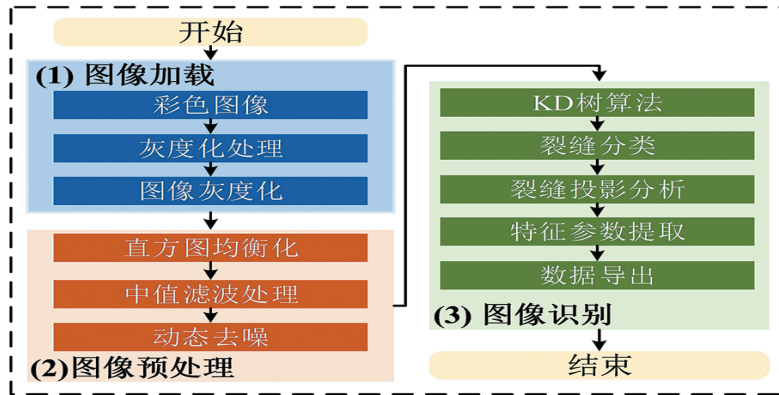 开始
(1) 图像加载
彩色图像
灰度化处理
图像灰度化
直方图均衡化
中值滤波处理
动态去噪
(2)图像预处理
KD树算法
裂缝分类
裂缝投影分析
特征参数提取
数据导出
(3) 图像识别
结束